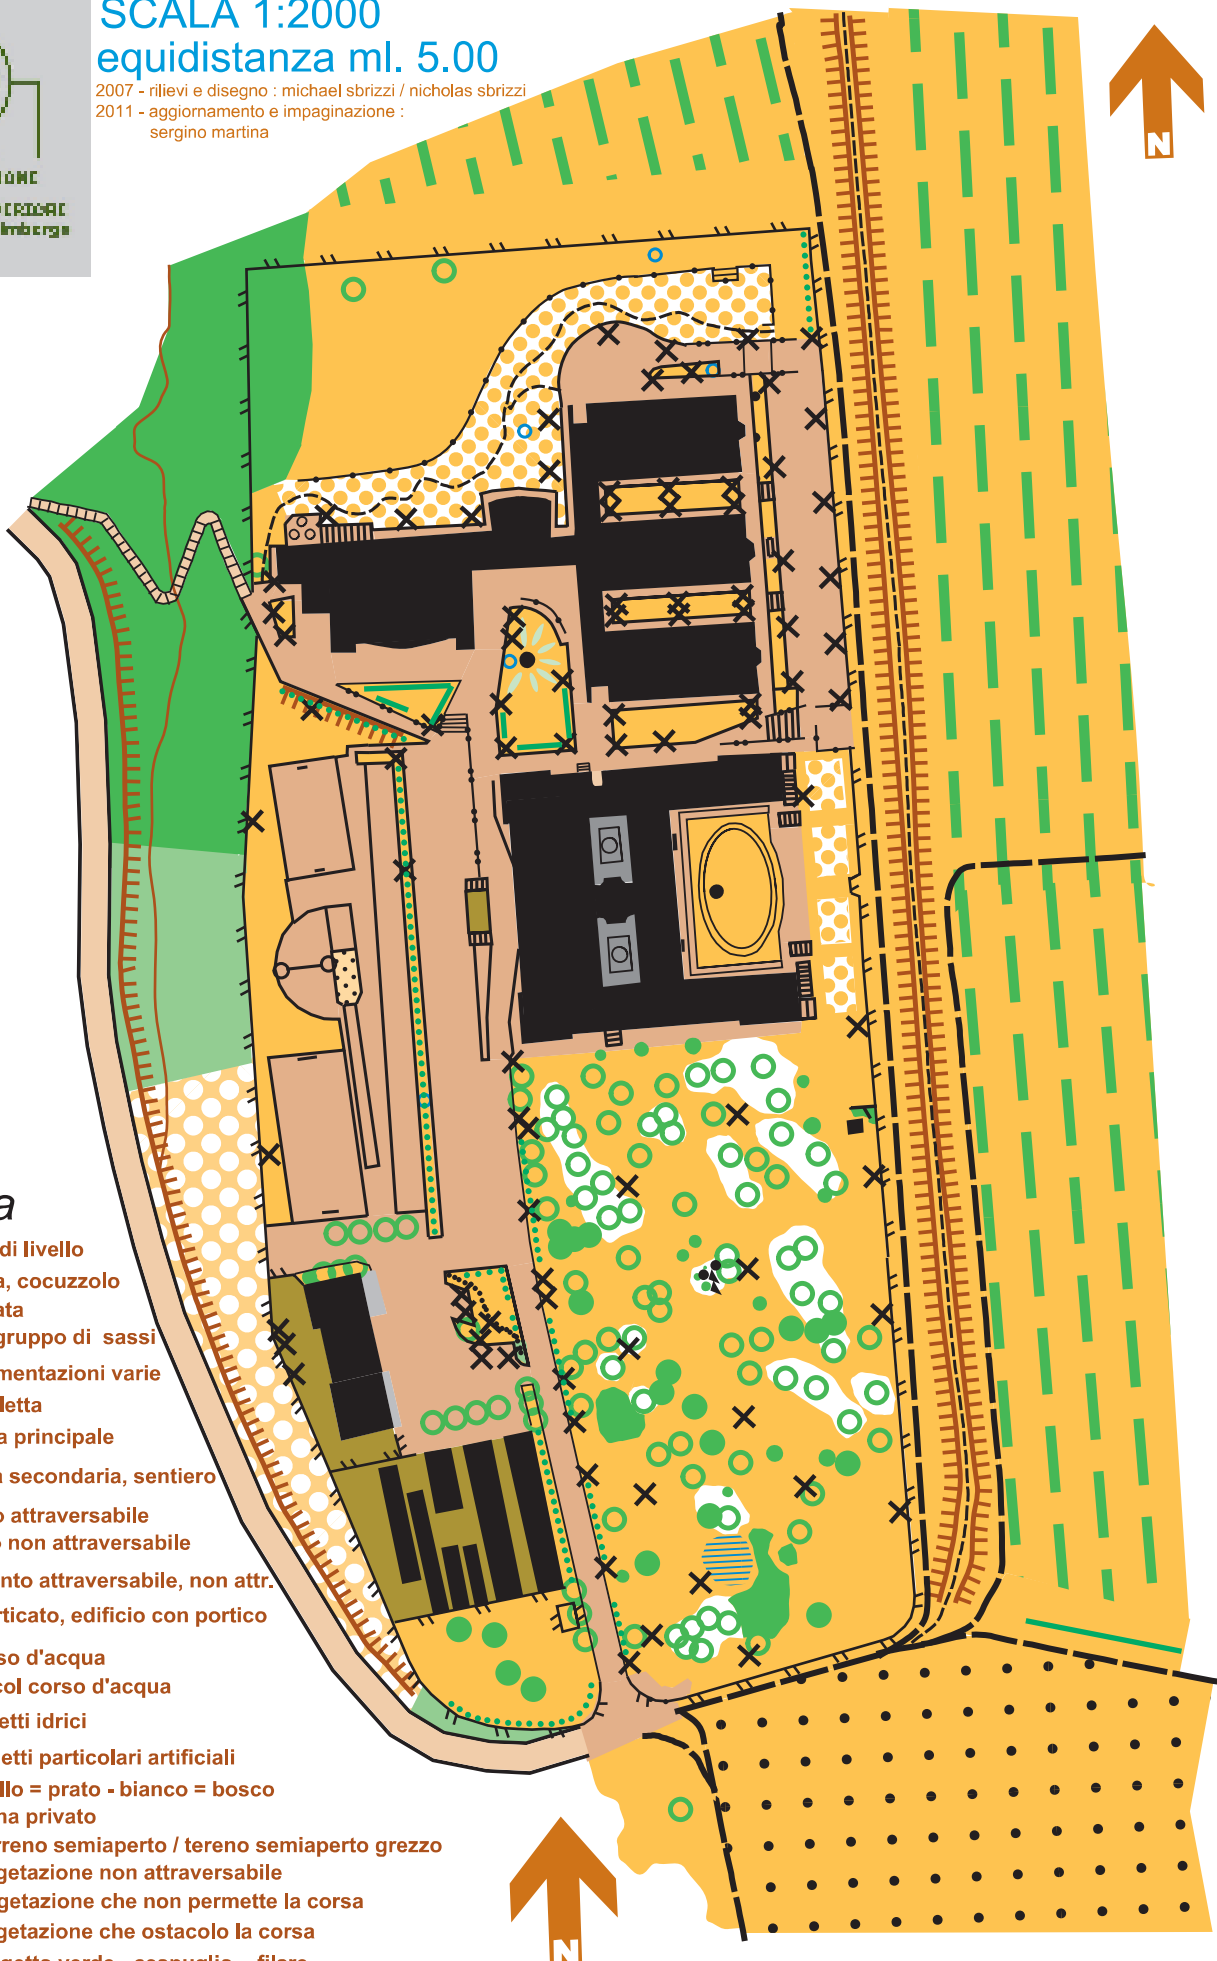 SCALA 1:2000
equidistanza ml. 5.00
2007 - rilievi e disegno : michael sbrizzi / nicholas sbrizzi
2011 - aggiornamento e impaginazione :
sergino martina
N
a
di livello
a, cocuzzolo
ata
gruppo di sassi
mentazioni varie
letta
a principale
a secondaria, sentiero
o attraversabile
o non attraversabile
nto attraversabile, non attr.
rticato, edificio con portico
so d'acqua
col corso d'acqua
etti idrici
etti particolari artificiali
llo = prato - bianco = bosco
na privato
rreno semiaperto / tereno semiaperto grezzo
getazione non attraversabile
getazione che non permette la corsa
getazione che ostacolo la corsa
N